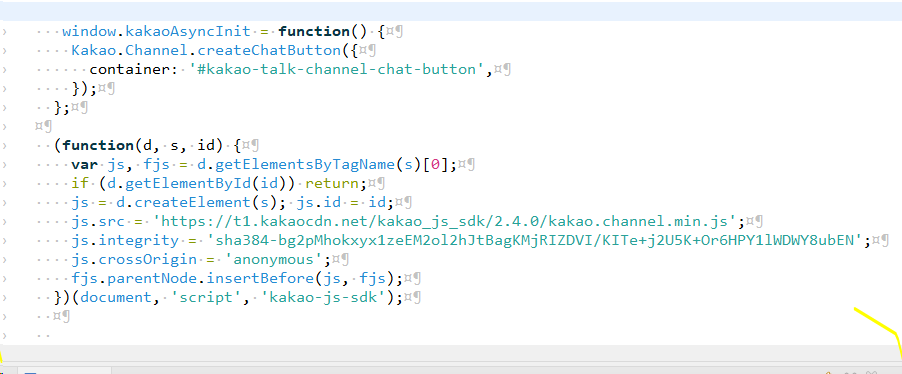 window.kakaoAsyncInit = function() {
Kakao.Channel.createChatButton({
container: '#kakao-talk-channel-chat-button',
});
};
(function(d, s, id) {
var js, fjs = d.getElementsByTagName(s)[0];
if (d.getElementById(id)) return;
js = d.createElement(s); js.id = id;
js.src = 'https://t1.kakaocdn.net/kakao_js_sdk/2.4.0/kakao.channel.min.js';
js.integrity = 'sha384-bg2pMhokxyx1zeEM2ol2hJtBagKMjRIZDVI/KITe+j2U5K+Or6HPY1lWDWY8ubEN';
js.crossOrigin = 'anonymous';
fjs.parentNode.insertBefore(js, fjs);
})(document, 'script', 'kakao-js-sdk');